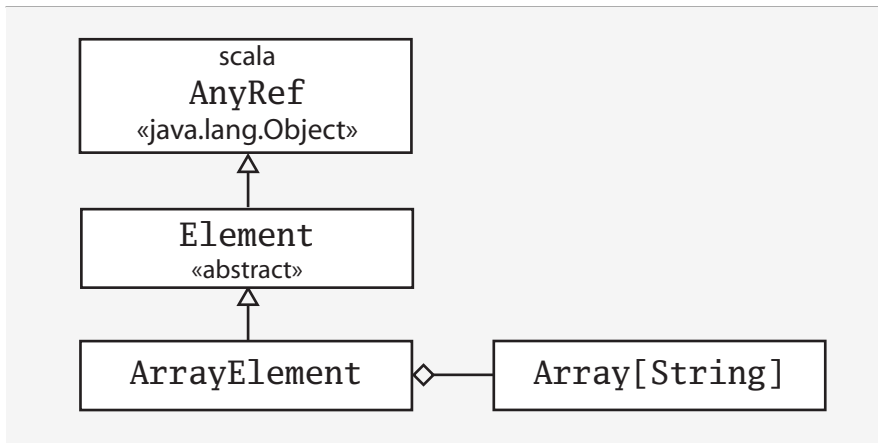 scala
AnyRef
«java.lang.Object»
Element
«abstract»
ArrayElement
Array[String]